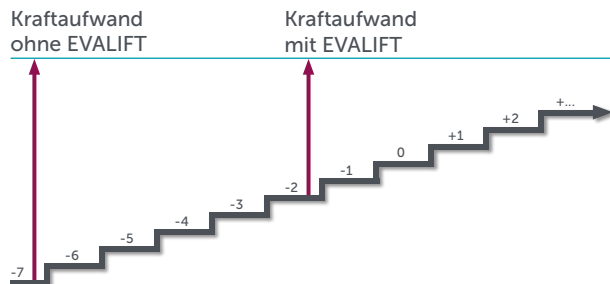 Kraftaufwand
ohne EVALIFT
Kraftaufwand
mit EVALIFT
+...
+2
+1
0
-1
-2
-3
-4
-5
-6
-7